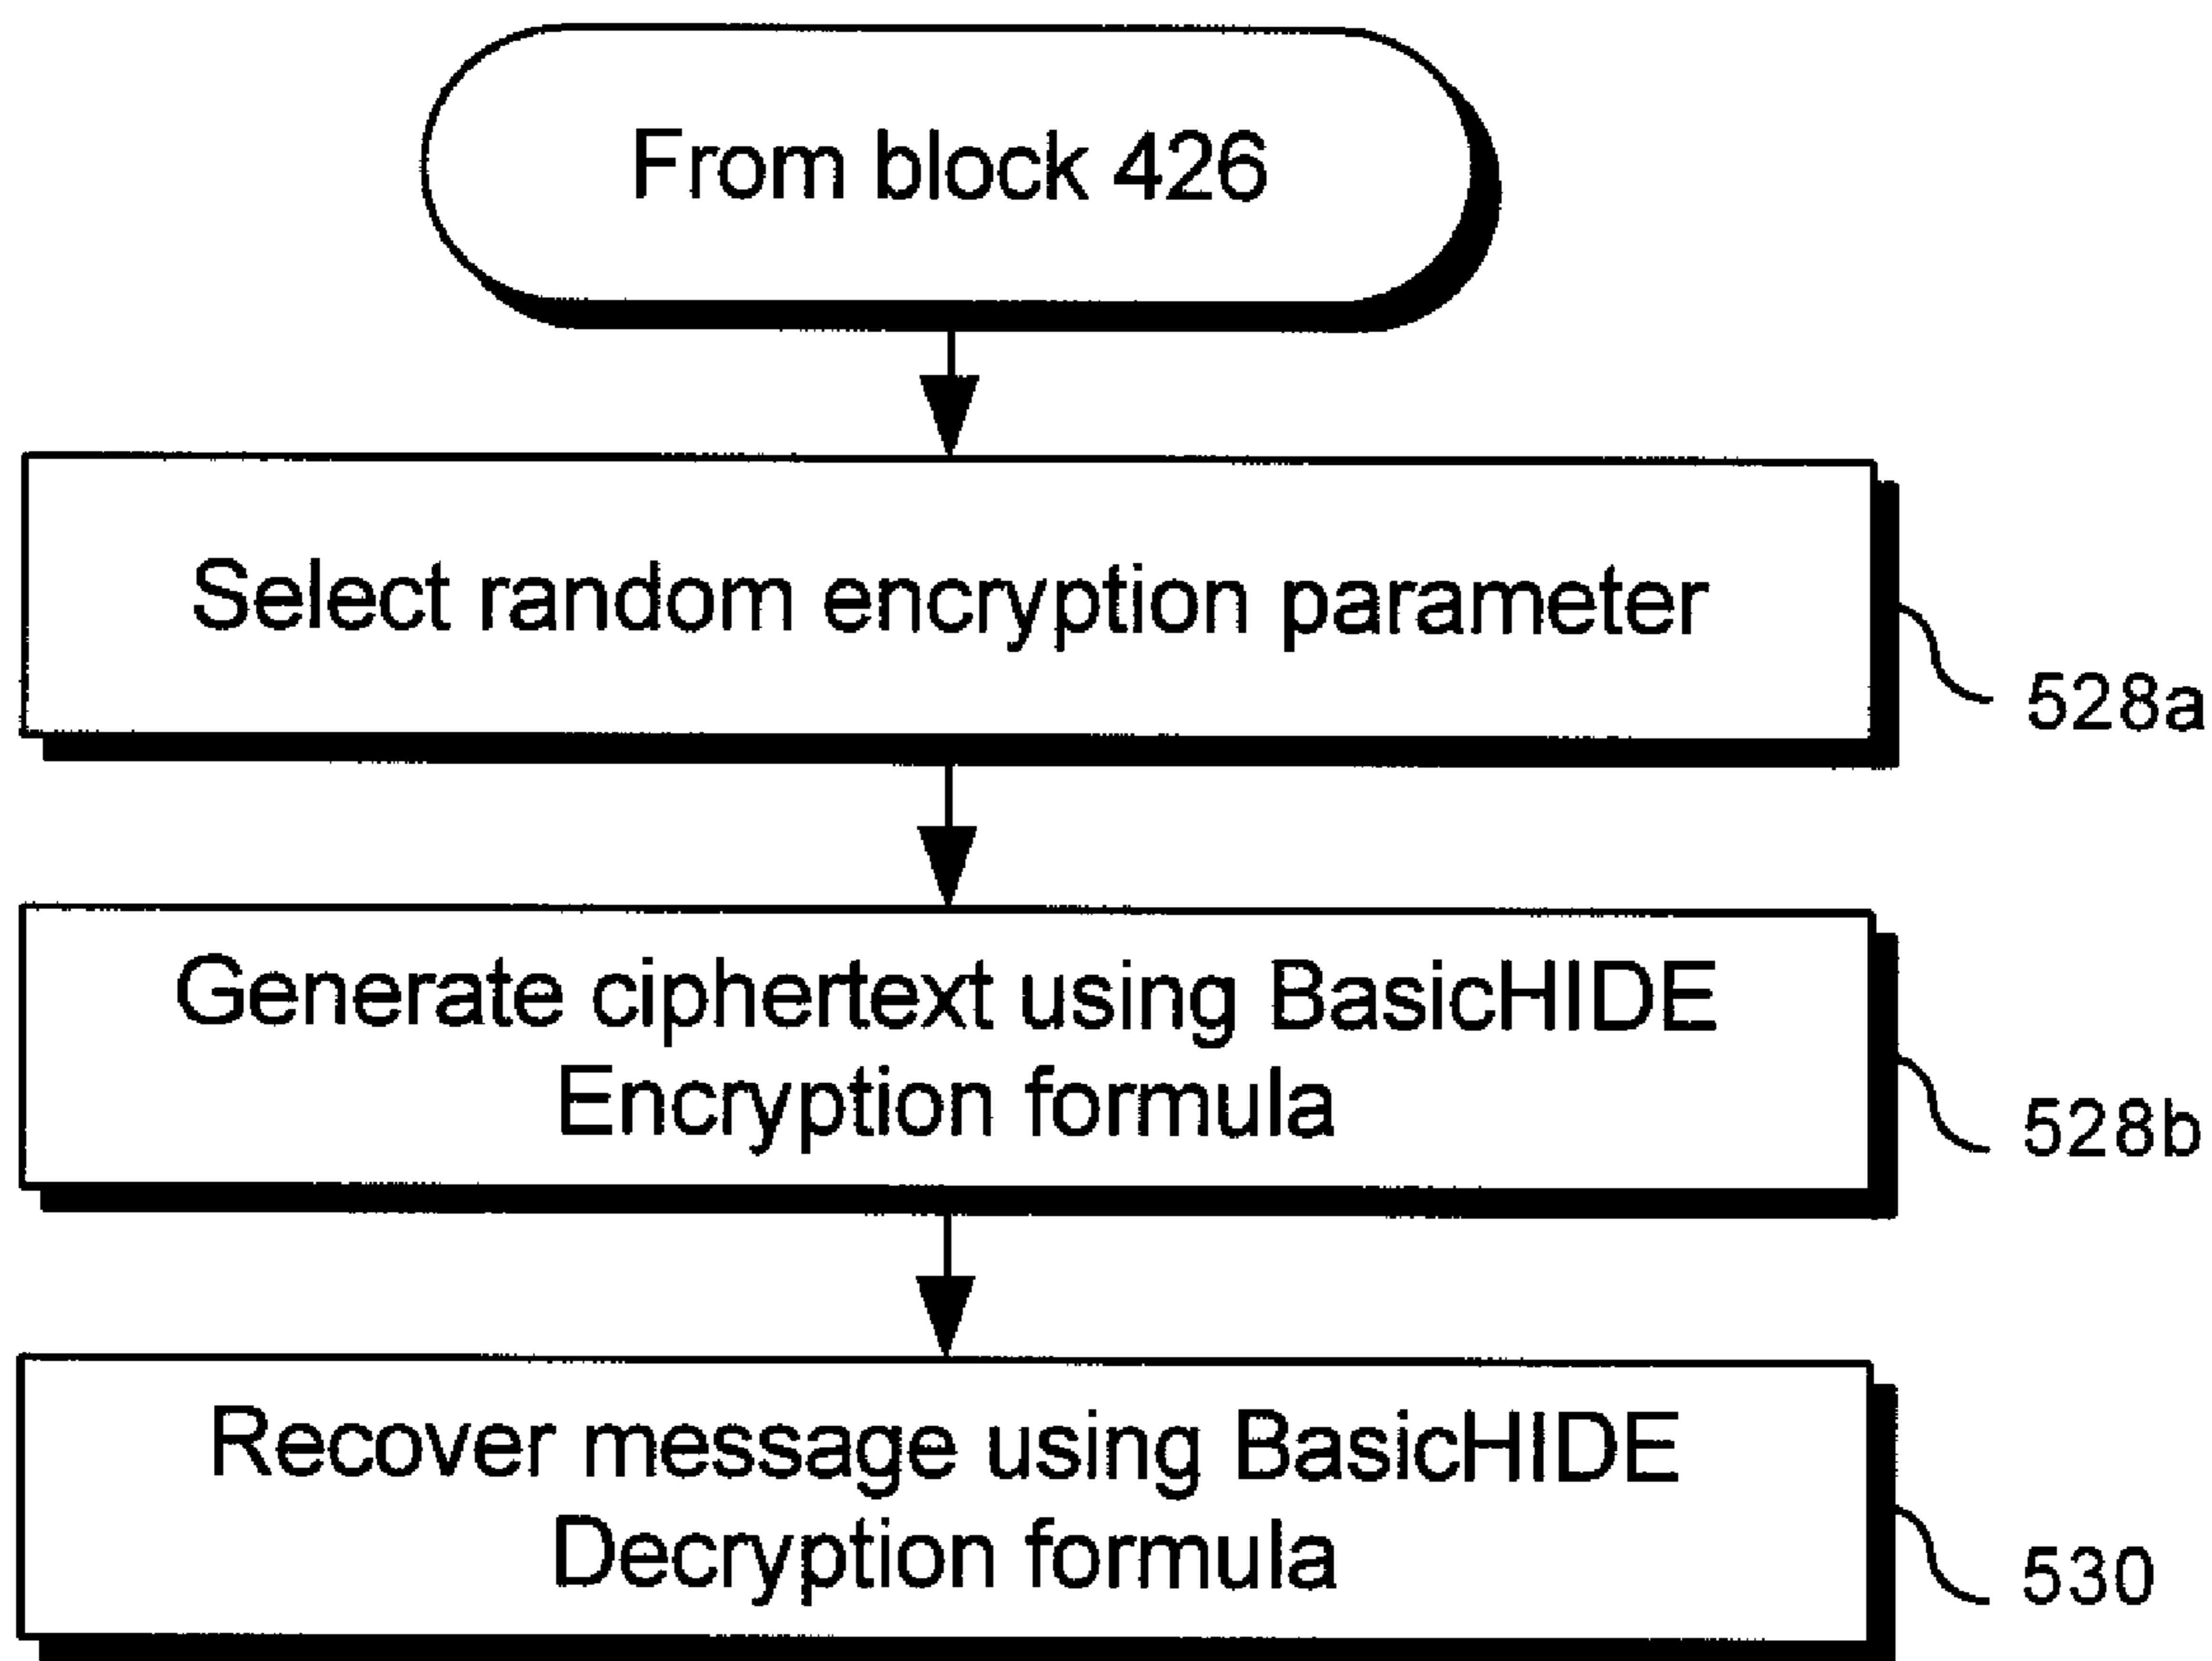 From block 426
Select random encryption parameter
528a
Generate ciphertext using BasicHIDE
Encryption formula
528b
Recover message using BasicHIDE
Decryption formula
530